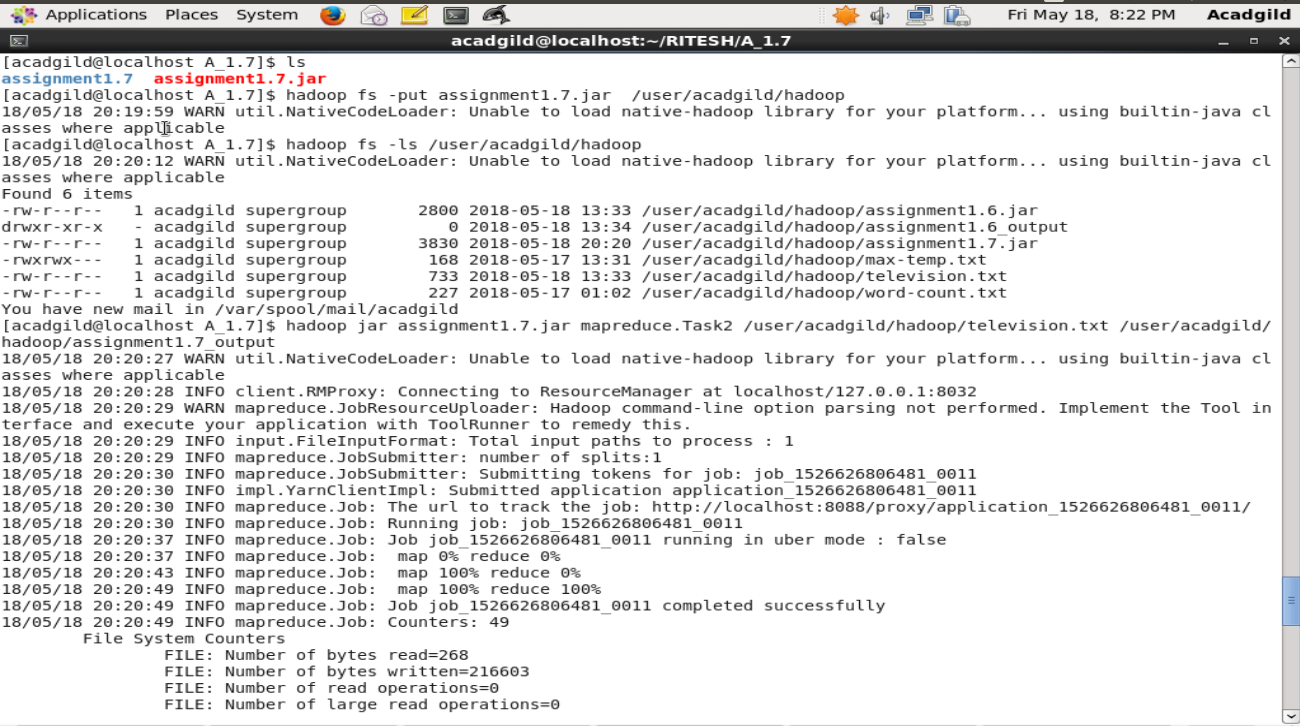 Applications Places System Fri May 18, 8:22 PM Acadgild
acadgild@localhost:~/RITESH/A_1.7
[acadgild@localhost A_1.7]$ ls
assignment1.7  assignment1.7.jar
[acadgild@localhost A_1.7]$ hadoop fs -put assignment1.7.jar  /user/acadgild/hadoop
18/05/18 20:19:59 WARN util.NativeCodeLoader: Unable to load native-hadoop library for your platform... using builtin-java cl
asses where applicable
[acadgild@localhost A_1.7]$ hadoop fs -ls /user/acadgild/hadoop
18/05/18 20:20:12 WARN util.NativeCodeLoader: Unable to load native-hadoop library for your platform... using builtin-java cl
asses where applicable
Found 6 items
-rw-r--r--   1 acadgild supergroup       2800 2018-05-18 13:33 /user/acadgild/hadoop/assignment1.6.jar
drwxr-xr-x   - acadgild supergroup          0 2018-05-18 13:34 /user/acadgild/hadoop/assignment1.6_output
-rw-r--r--   1 acadgild supergroup       3830 2018-05-18 20:20 /user/acadgild/hadoop/assignment1.7.jar
-rwxrwx---   1 acadgild supergroup        168 2018-05-17 13:31 /user/acadgild/hadoop/max-temp.txt
-rw-r--r--   1 acadgild supergroup        733 2018-05-18 13:33 /user/acadgild/hadoop/television.txt
-rw-r--r--   1 acadgild supergroup        227 2018-05-17 01:02 /user/acadgild/hadoop/word-count.txt
You have new mail in /var/spool/mail/acadgild
[acadgild@localhost A_1.7]$ hadoop jar assignment1.7.jar mapreduce.Task2 /user/acadgild/hadoop/television.txt /user/acadgild/
hadoop/assignment1.7_output
18/05/18 20:20:27 WARN util.NativeCodeLoader: Unable to load native-hadoop library for your platform... using builtin-java cl
asses where applicable
18/05/18 20:20:28 INFO client.RMProxy: Connecting to ResourceManager at localhost/127.0.0.1:8032
18/05/18 20:20:29 WARN mapreduce.JobResourceUploader: Hadoop command-line option parsing not performed. Implement the Tool in
terface and execute your application with ToolRunner to remedy this.
18/05/18 20:20:29 INFO input.FileInputFormat: Total input paths to process : 1
18/05/18 20:20:29 INFO mapreduce.JobSubmitter: number of splits:1
18/05/18 20:20:30 INFO mapreduce.JobSubmitter: Submitting tokens for job: job_1526626806481_0011
18/05/18 20:20:30 INFO impl.YarnClientImpl: Submitted application application_1526626806481_0011
18/05/18 20:20:30 INFO mapreduce.Job: The url to track the job: http://localhost:8088/proxy/application_1526626806481_0011/
18/05/18 20:20:30 INFO mapreduce.Job: Running job: job_1526626806481_0011
18/05/18 20:20:37 INFO mapreduce.Job: Job job_1526626806481_0011 running in uber mode : false
18/05/18 20:20:37 INFO mapreduce.Job:  map 0% reduce 0%
18/05/18 20:20:43 INFO mapreduce.Job:  map 100% reduce 0%
18/05/18 20:20:49 INFO mapreduce.Job:  map 100% reduce 100%
18/05/18 20:20:49 INFO mapreduce.Job: Job job_1526626806481_0011 completed successfully
18/05/18 20:20:49 INFO mapreduce.Job: Counters: 49
File System Counters
FILE: Number of bytes read=268
FILE: Number of bytes written=216603
FILE: Number of read operations=0
FILE: Number of large read operations=0